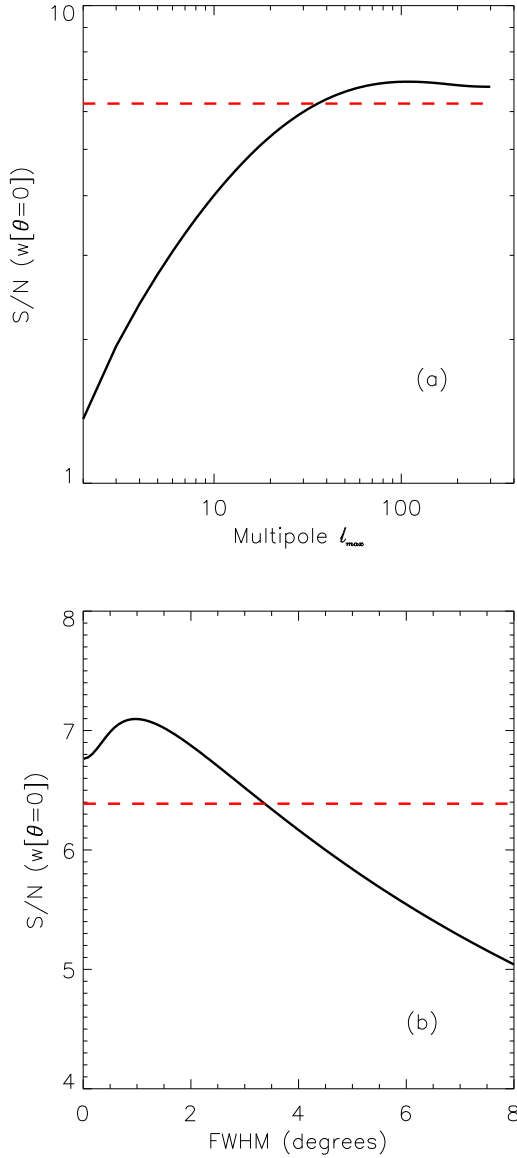 10
1
S/N (w[θ=0])
(a)
10 100
Multipole ℓmax
8
7
6
5
4
S/N (w[θ=0])
(b)
0 2 4 6 8
FWHM (degrees)